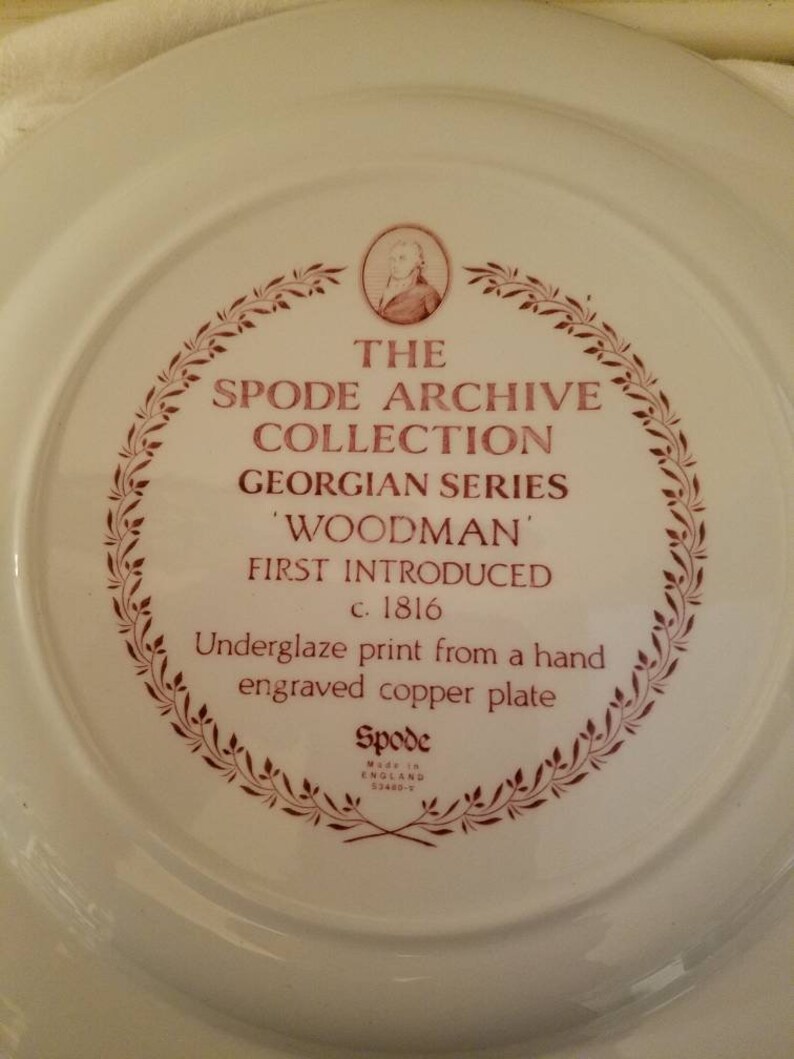 THE
SPODE ARCHIVE
COLLECTION
GEORGIAN SERIES
'WOODMAN'
FIRST INTRODUCED
c. 1816
Underglaze print from a hand
engraved copper plate
Spode
Made in
ENGLAND
S3460-V